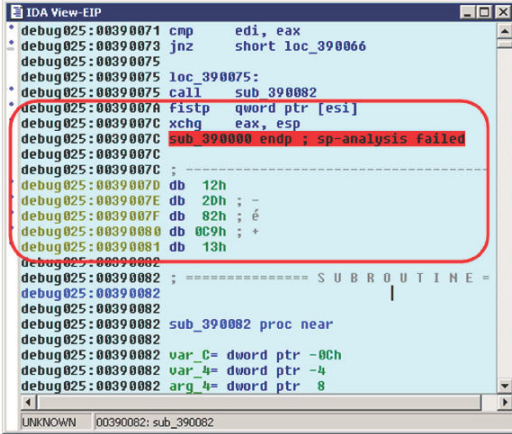 IDA View-EIP
debug025:00390071 cmp edi, eax
debug025:00390073 jnz short loc_390066
debug025:00390075
debug025:00390075 loc_390075:
debug025:00390075 call sub_390082
debug025:0039007A fistp qword ptr [esi]
debug025:0039007C xchg eax, esp
debug025:0039007C sub_390000 endp ; sp-analysis failed
debug025:0039007C
debug025:0039007C ; ---------------------------------------
debug025:0039007D db 12h
debug025:0039007E db 2Dh ; -
debug025:0039007F db 82h ; é
debug025:00390080 db 0C9h ; +
debug025:00390081 db 13h
debug025:00390082
debug025:00390082 ; =============== S U B R O U T I N E =
debug025:00390082
debug025:00390082
debug025:00390082 sub_390082 proc near
debug025:00390082
debug025:00390082 var_C= dword ptr -0Ch
debug025:00390082 var_4= dword ptr -4
debug025:00390082 arg_4= dword ptr 8
UNKNOWN 00390082: sub_390082